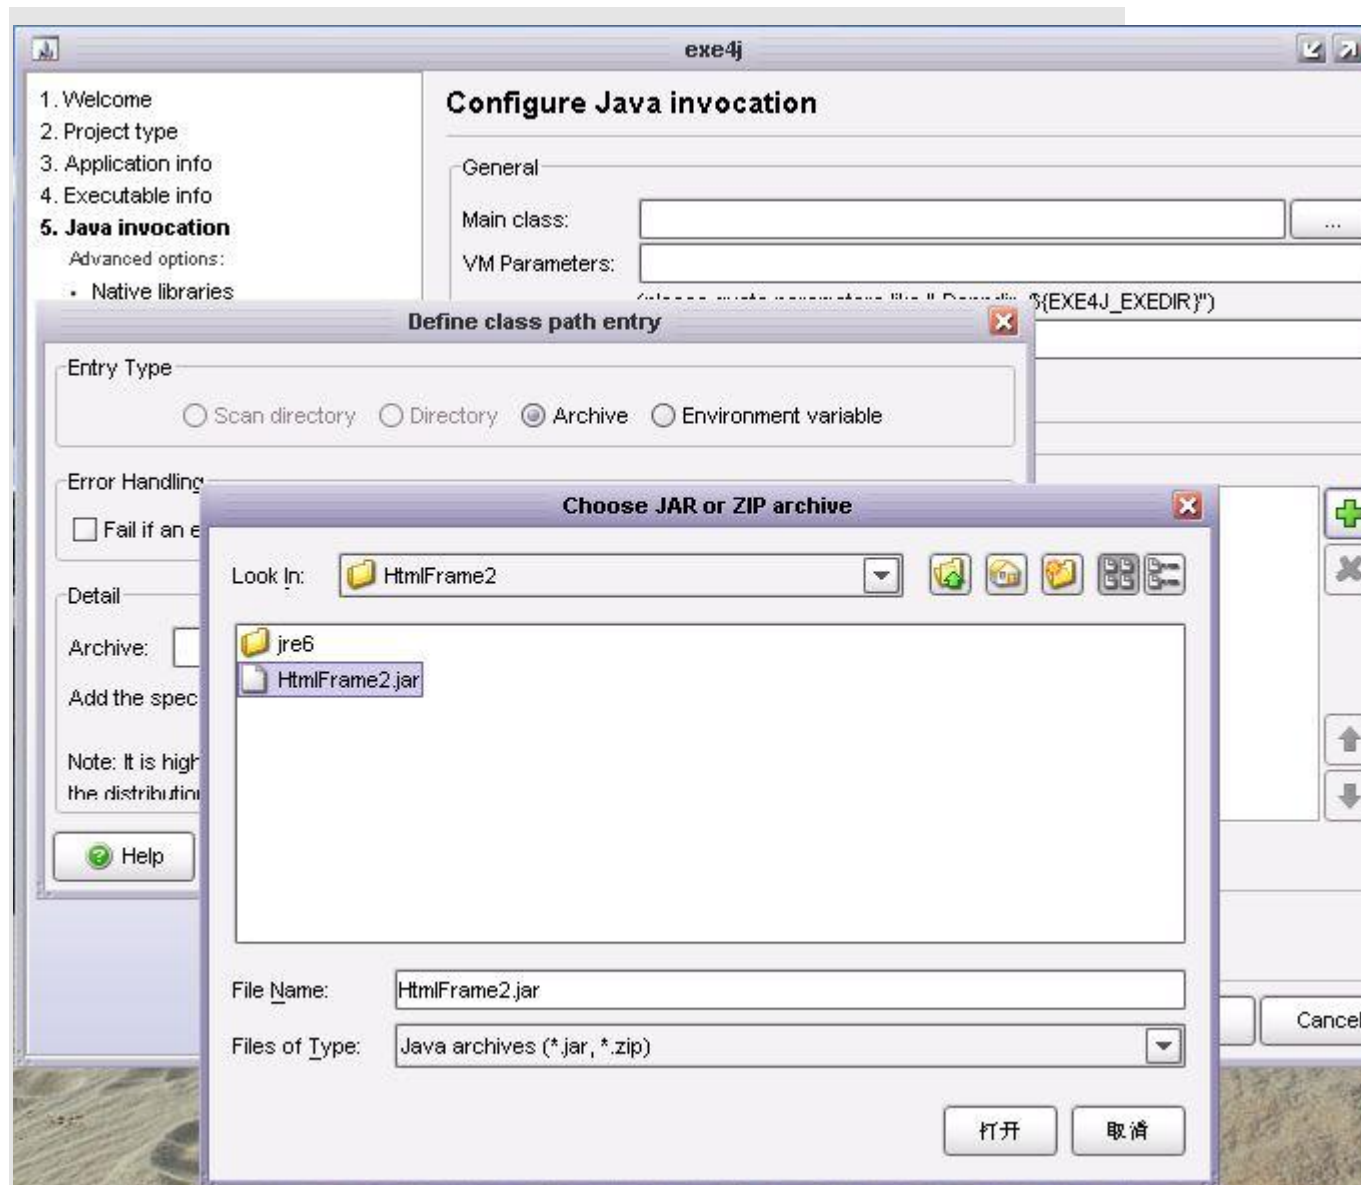 exe4j
1. Welcome
2. Project type
3. Application info
4. Executable info
5. Java invocation
Advanced options:
• Native libraries
Configure Java invocation
General
Main class:
...
VM Parameters:
{EXE4J_EXEDIR}")
Define class path entry
Entry Type
Scan directory
Directory
Archive
Environment variable
Error Handling
Fail if an e
Detail
Archive:
Add the spec
Note: It is high
the distribution
Help
Cancel
Choose JAR or ZIP archive
Look In:
HtmlFrame2
jre6
HtmlFrame2.jar
File Name:
HtmlFrame2.jar
Files of Type:
Java archives (*.jar, *.zip)
打开
取消